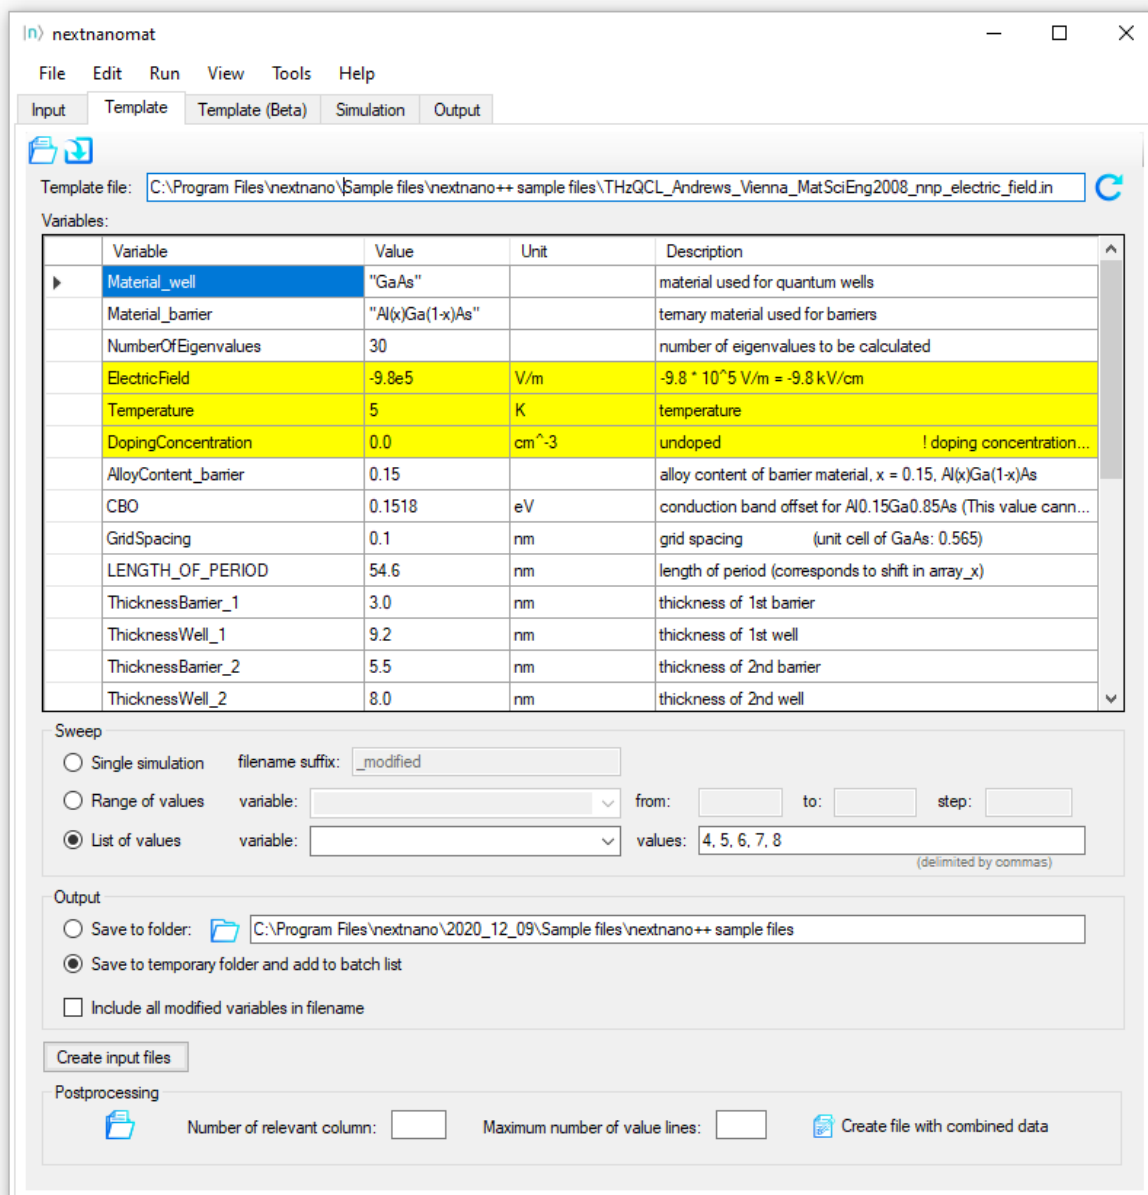 |n⟩ nextnanomat
File Edit Run View Tools Help
Input Template Template (Beta) Simulation Output
Template file: C:\Program Files\nextnano\Sample files\nextnano++ sample files\THzQCL_Andrews_Vienna_MatSciEng2008_nnp_electric_field.in
Variables:
Variable Value Unit Description
Material_well "GaAs" material used for quantum wells
Material_barrier "Al(x)Ga(1-x)As" ternary material used for barriers
NumberOfEigenvalues 30 number of eigenvalues to be calculated
ElectricField -9.8e5 V/m -9.8 * 10^5 V/m = -9.8 kV/cm
Temperature 5 K temperature
DopingConcentration 0.0 cm^-3 undoped ! doping concentration...
AlloyContent_barrier 0.15 alloy content of barrier material, x = 0.15, Al(x)Ga(1-x)As
CBO 0.1518 eV conduction band offset for Al0.15Ga0.85As (This value cann...
GridSpacing 0.1 nm grid spacing (unit cell of GaAs: 0.565)
LENGTH_OF_PERIOD 54.6 nm length of period (corresponds to shift in array_x)
ThicknessBarrier_1 3.0 nm thickness of 1st barrier
ThicknessWell_1 9.2 nm thickness of 1st well
ThicknessBarrier_2 5.5 nm thickness of 2nd barrier
ThicknessWell_2 8.0 nm thickness of 2nd well
Sweep
Single simulation filename suffix: _modified
Range of values variable: from: to: step:
List of values variable: values: 4, 5, 6, 7, 8
(delimited by commas)
Output
Save to folder: C:\Program Files\nextnano\2020_12_09\Sample files\nextnano++ sample files
Save to temporary folder and add to batch list
Include all modified variables in filename
Create input files
Postprocessing
Number of relevant column: Maximum number of value lines: Create file with combined data